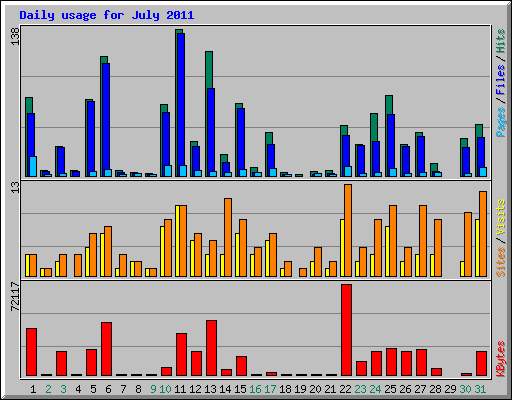 Daily usage for July 2011
138
Pages / Files / Hits
13
Sites / Visits
72117
KBytes
1 2 3 4 5 6 7 8 9 10 11 12 13 14 15 16 17 18 19 20 21 22 23 24 25 26 27 28 29 30 31